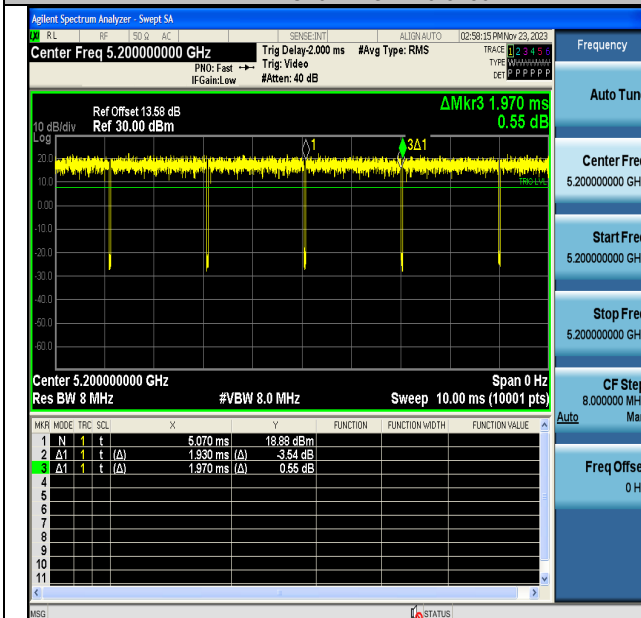 Agilent Spectrum Analyzer - Swept SA
LXI RL RF 50 Ω AC SENSE:INT ALIGN AUTO 02:58:15 PM Nov 23, 2023
Center Freq 5.200000000 GHz Trig Delay-2.000 ms #Avg Type: RMS TRACE 1 2 3 4 5 6
PNO: Fast Trig: Video TYPE
IFGain:Low #Atten: 40 dB DET P P P P P P
Frequency
Auto Tun
Ref Offset 13.58 dB ΔMkr3 1.970 ms
10 dB/div Ref 30.00 dBm 0.55 dB
Log
1 3Δ1
20.0
10.0 TRIG LVL
0.00
-10.0
-20.0
-30.0
-40.0
-50.0
-60.0
Center Fre
5.200000000 GH
Start Fre
5.200000000 GH
Stop Fre
5.200000000 GH
Center 5.200000000 GHz Span 0 Hz
Res BW 8 MHz #VBW 8.0 MHz Sweep 10.00 ms (10001 pts)
CF Ste
8.000000 MH
Auto Ma
Freq Offse
0 H
MKR MODE TRC SCL X Y FUNCTION FUNCTION WIDTH FUNCTION VALUE
1 N 1 t 5.070 ms 18.88 dBm
2 Δ1 1 t (Δ) 1.930 ms (Δ) -3.54 dB
3 Δ1 1 t (Δ) 1.970 ms (Δ) 0.55 dB
4
5
6
7
8
9
10
11
MSG STATUS